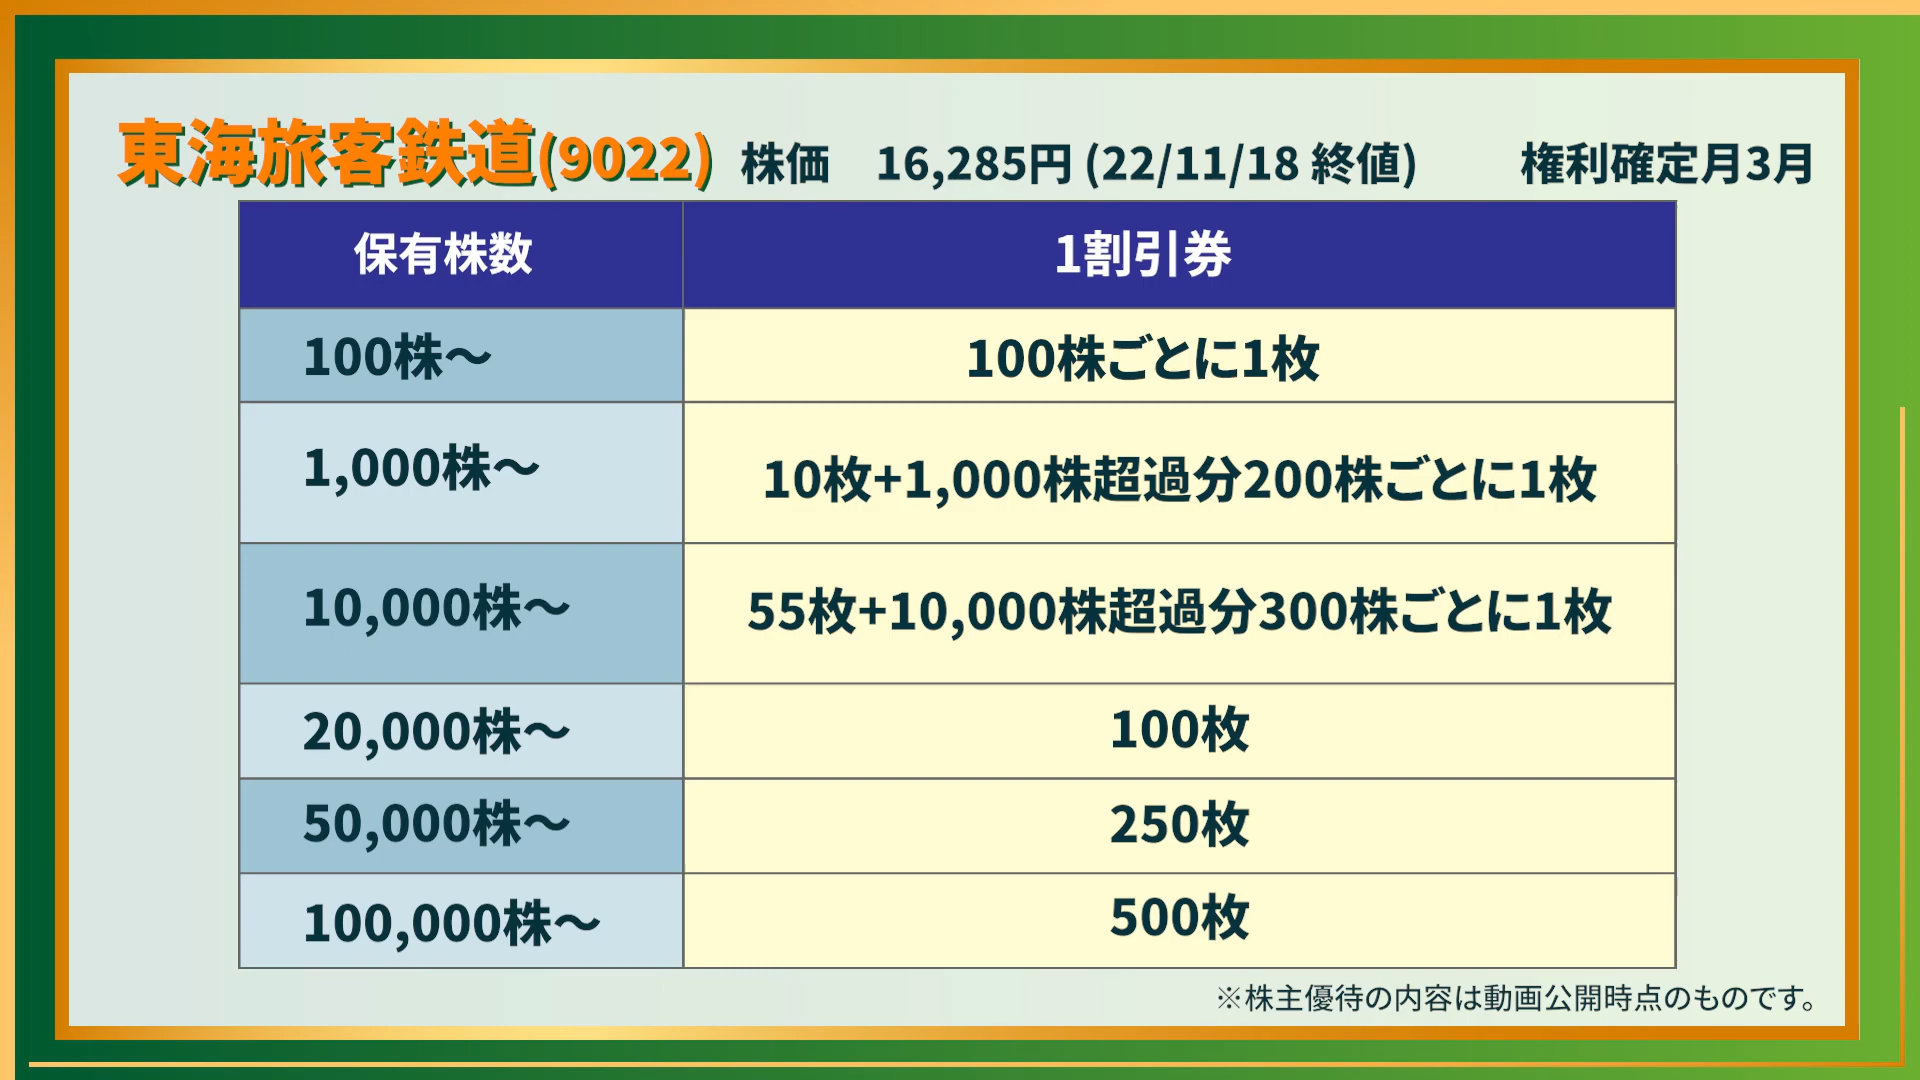 東海旅客鉄道(9022) 株価 16,285円 (22/11/18 終値) 権利確定月3月
保有株数 1割引券
100株～ 100株ごとに1枚
1,000株～ 10枚+1,000株超過分200株ごとに1枚
10,000株～ 55枚+10,000株超過分300株ごとに1枚
20,000株～ 100枚
50,000株～ 250枚
100,000株～ 500枚
※株主優待の内容は動画公開時点のものです。